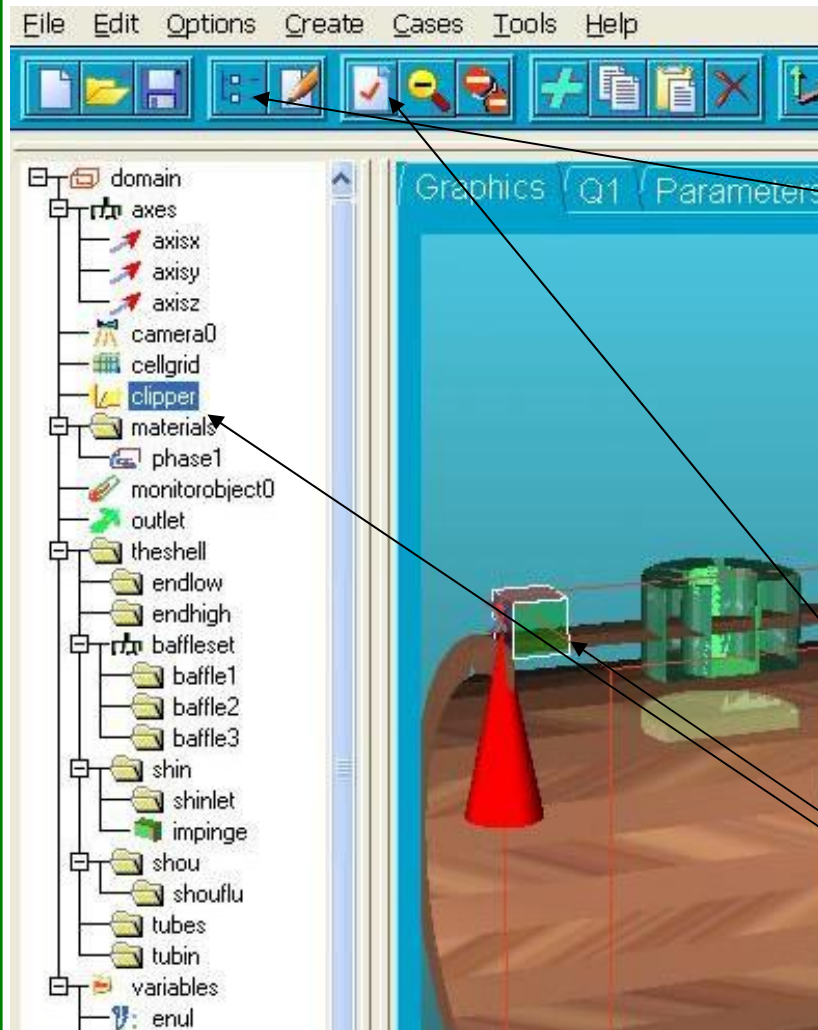 File Edit Options Create Cases Tools Help
Graphics Q1 Parameters
domain
axes
axisx
axisy
axisz
camera0
cellgrid
clipper
materials
phase1
monitorobject0
outlet
theshell
endlow
endhigh
baffleset
baffle1
baffle2
baffle3
shin
shinlet
impinge
shou
shouflu
tubes
tubin
variables
enul